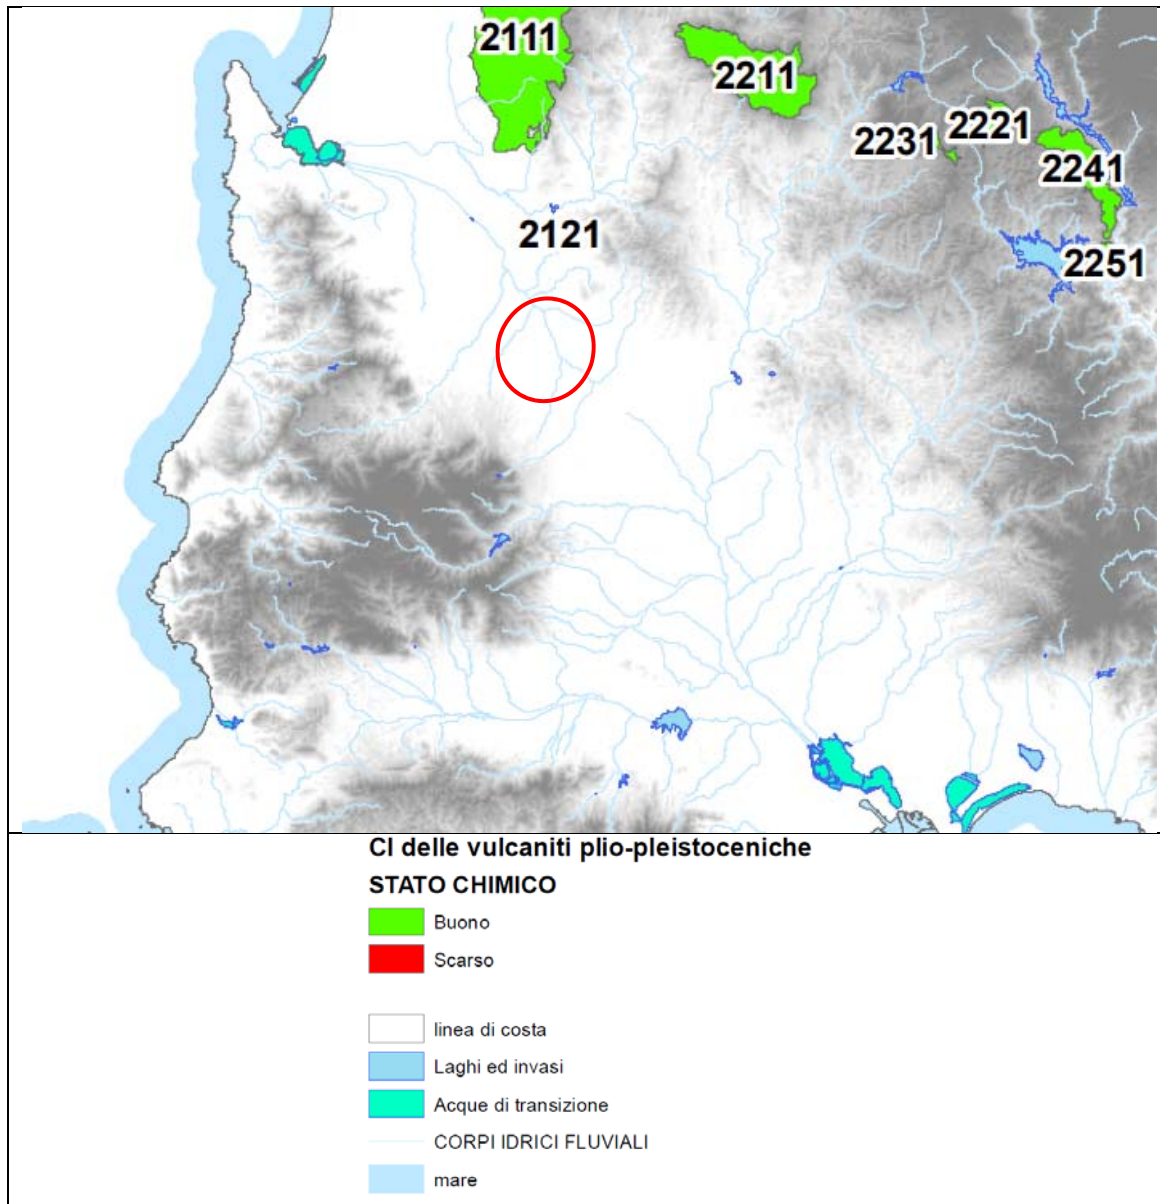 2111
2211
2221
2231
2241
2121
2251
CI delle vulcaniti plio-pleistoceniche
STATO CHIMICO
Buono
Scarso
linea di costa
Laghi ed invasi
Acque di transizione
CORPI IDRICI FLUVIALI
mare